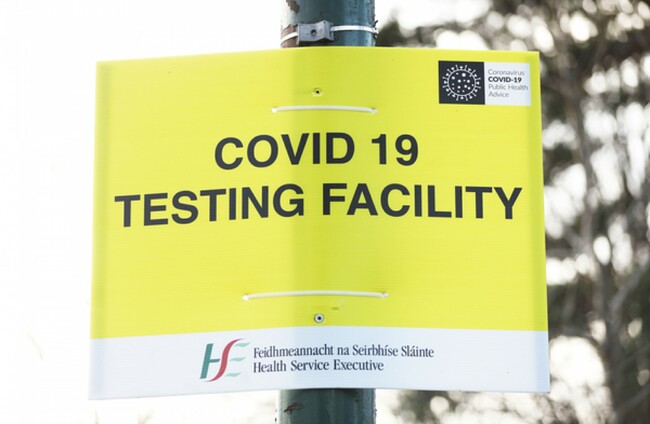 Coronavirus
COVID-19
Public Health
Advice
COVID 19
TESTING FACILITY
HSE
Feidhmeannacht na Seirbhíse Sláinte
Health Service Executive